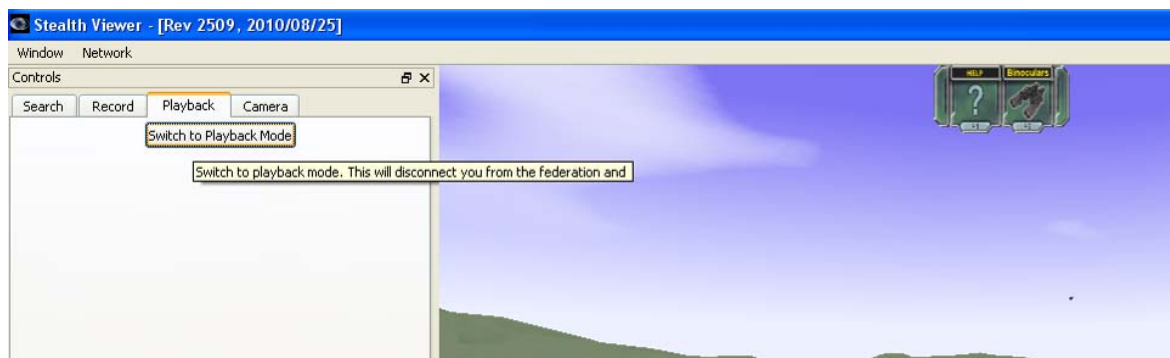 Stealth Viewer - [Rev 2509, 2010/08/25]
Window Network
Controls
Search Record Playback Camera
Switch to Playback Mode
Switch to playback mode. This will disconnect you from the federation and
HELP Binoculars
?